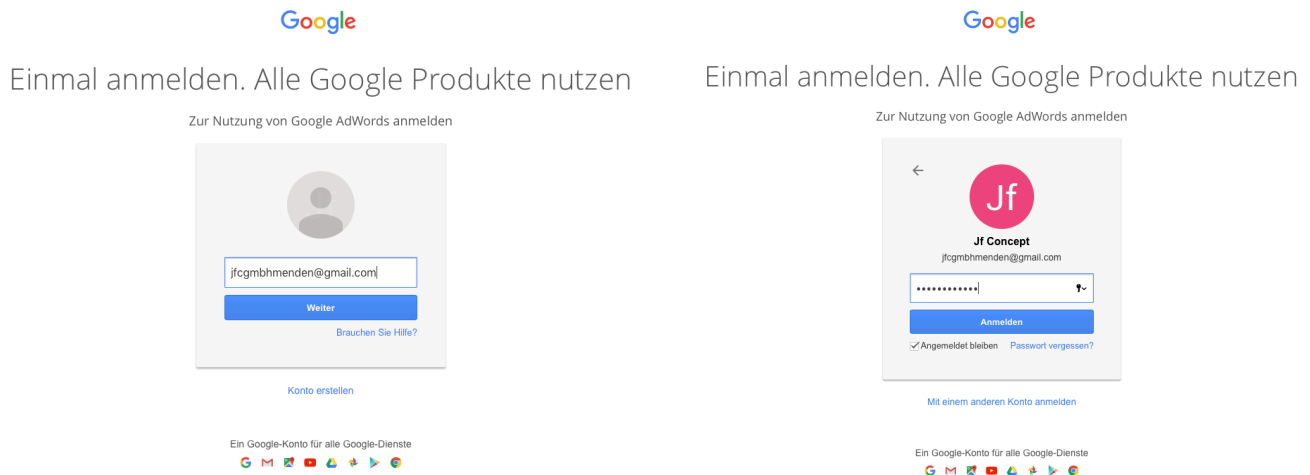 Google
Einmal anmelden. Alle Google Produkte nutzen
Zur Nutzung von Google AdWords anmelden
jfcgmbhmenden@gmail.com
Weiter
Brauchen Sie Hilfe?
Konto erstellen
Ein Google-Konto für alle Google-Dienste
Google
Einmal anmelden. Alle Google Produkte nutzen
Zur Nutzung von Google AdWords anmelden
Jf
Jf Concept
jfcgmbhmenden@gmail.com
••••••••••••
Anmelden
Angemeldet bleiben Passwort vergessen?
Mit einem anderen Konto anmelden
Ein Google-Konto für alle Google-Dienste